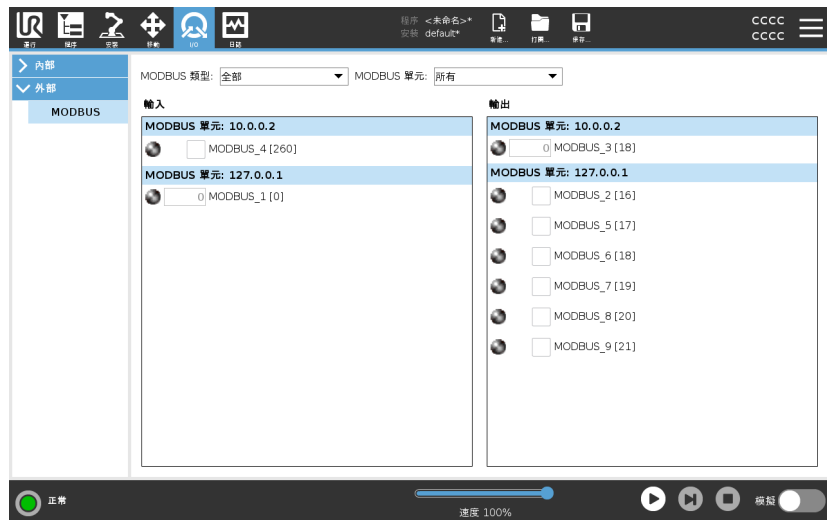 程序 <未命名>*
安裝 default*
CCCC
CCCC
運行 程序 安裝 移動 I/O 日誌 新建... 打開... 保存...
內部
外部
MODBUS
MODBUS 類型: 全部 MODBUS 單元: 所有
輸入 輸出
MODBUS 單元: 10.0.0.2
MODBUS_4 [260]
MODBUS 單元: 127.0.0.1
0 MODBUS_1 [0]
MODBUS 單元: 10.0.0.2
0 MODBUS_3 [18]
MODBUS 單元: 127.0.0.1
MODBUS_2 [16]
MODBUS_5 [17]
MODBUS_6 [18]
MODBUS_7 [19]
MODBUS_8 [20]
MODBUS_9 [21]
正常
速度 100%
模擬